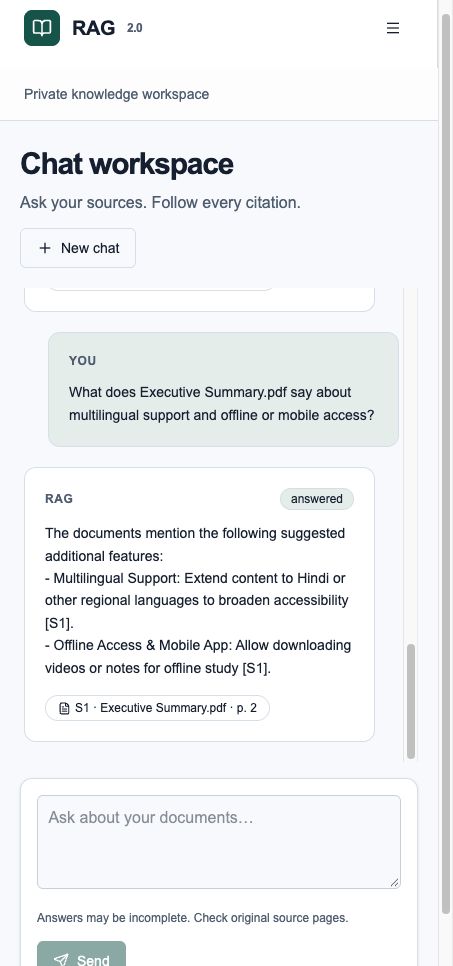 RAG 2.0
Private knowledge workspace
Chat workspace
Ask your sources. Follow every citation.
New chat
YOU
What does Executive Summary.pdf say about
multilingual support and offline or mobile access?
RAG answered
The documents mention the following suggested
additional features:
- Multilingual Support: Extend content to Hindi or
other regional languages to broaden accessibility
[S1].
- Offline Access & Mobile App: Allow downloading
videos or notes for offline study [S1].
S1 · Executive Summary.pdf · p. 2
Ask about your documents…
Answers may be incomplete. Check original source pages.
Send